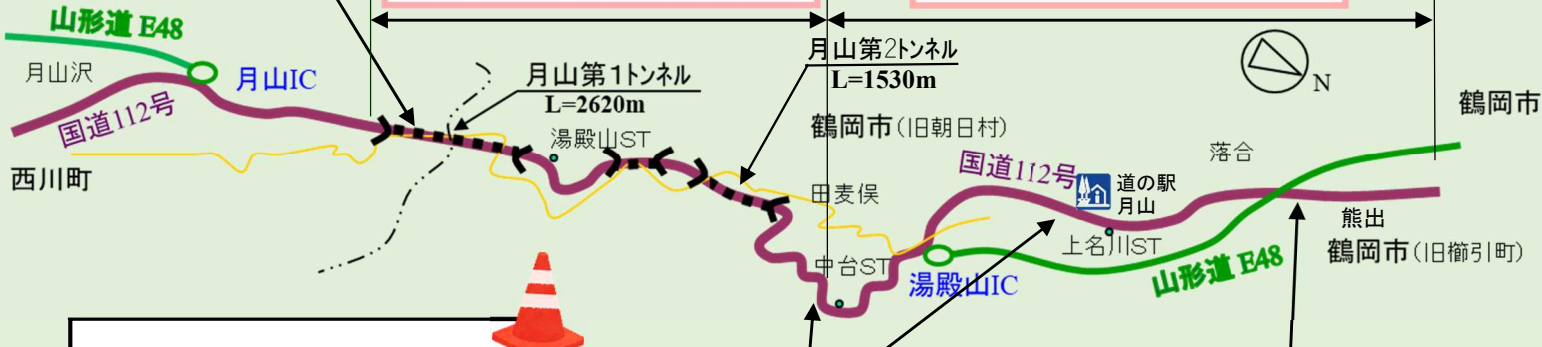 山形道 E48
月山沢
月山IC
国道112号
西川町
月山第1トンネル
L=2620m
湯殿山ST
月山第2トンネル
L=1530m
鶴岡市(旧朝日村)
田麦俣
中台ST
湯殿山IC
国道112号
道の駅
月山
上名川ST
山形道 E48
落合
熊出
鶴岡市(旧櫛引町)
鶴岡市
N